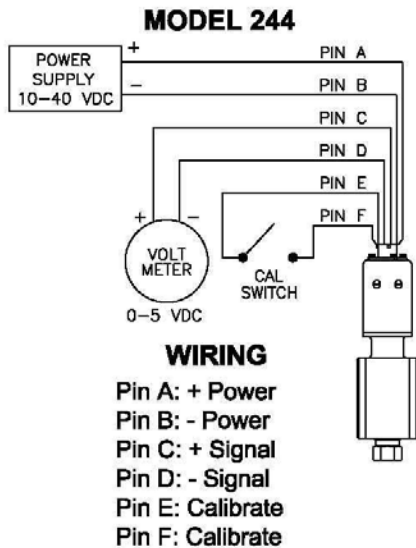 MODEL 244
POWER
SUPPLY
10-40 VDC
+
-
PIN A
PIN B
PIN C
PIN D
PIN E
PIN F
+
-
VOLT
METER
0-5 VDC
CAL
SWITCH
WIRING
Pin A: + Power
Pin B: - Power
Pin C: + Signal
Pin D: - Signal
Pin E: Calibrate
Pin F: Calibrate